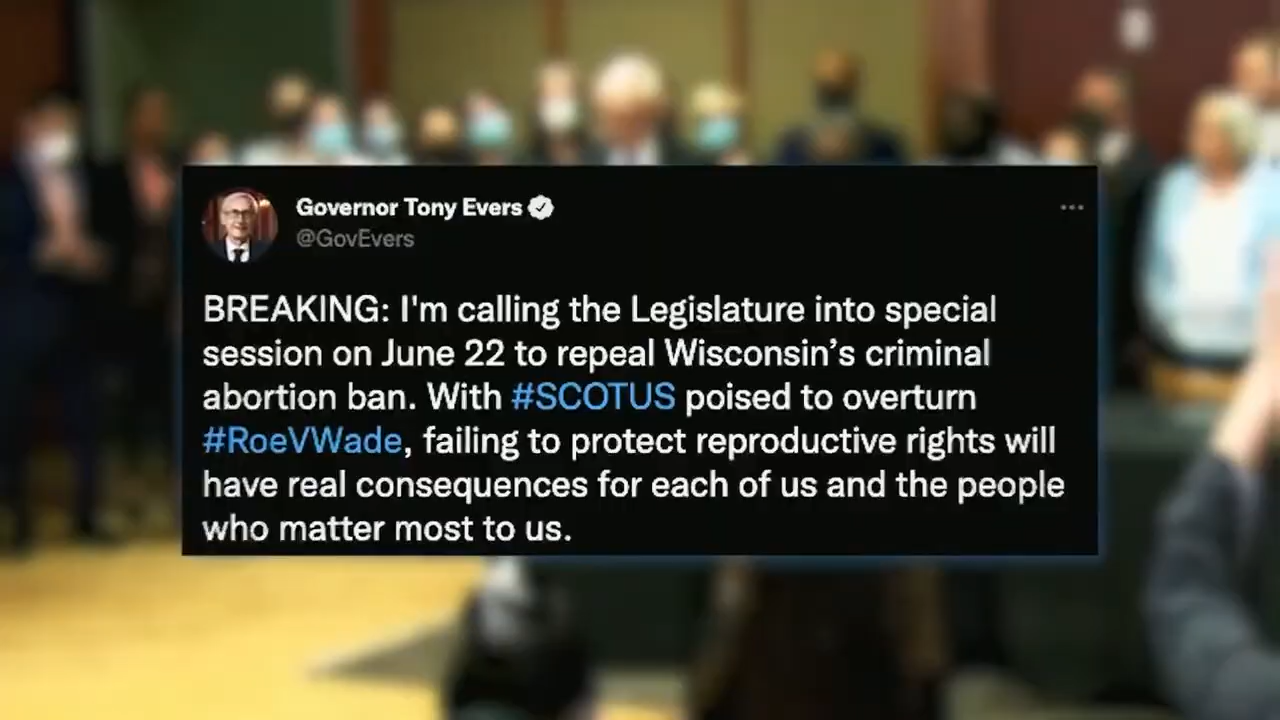 Governor Tony Evers
@GovEvers
BREAKING: I'm calling the Legislature into special
session on June 22 to repeal Wisconsin’s criminal
abortion ban. With #SCOTUS poised to overturn
#RoeVWade, failing to protect reproductive rights will
have real consequences for each of us and the people
who matter most to us.